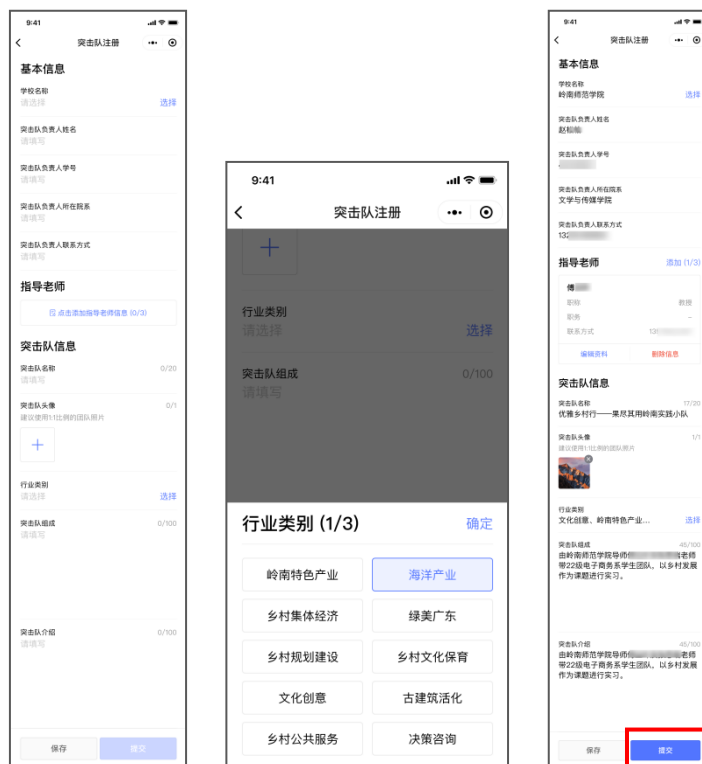 9:41
突击队注册
基本信息
学校名称
请选择
选择
突击队负责人姓名
请填写
突击队负责人学号
请填写
突击队负责人所在院系
请填写
突击队负责人联系方式
请填写
指导老师
点击添加指导老师信息 (0/3)
突击队信息
突击队名称
0/20
请填写
突击队头像
0/1
建议使用1:1比例的团队照片
行业类别
请选择
选择
突击队组成
0/100
请填写
突击队介绍
0/100
请填写
保存
提交
9:41
突击队注册
行业类别
请选择
选择
突击队组成
0/100
请填写
行业类别 (1/3)
确定
岭南特色产业
海洋产业
乡村集体经济
绿美广东
乡村规划建设
乡村文化保育
文化创意
古建筑活化
乡村公共服务
决策咨询
9:41
突击队注册
基本信息
学校名称
岭南师范学院
选择
突击队负责人姓名
赵
突击队负责人学号
突击队负责人所在院系
文学与传媒学院
突击队负责人联系方式
132
指导老师
添加 (1/3)
傅
职称
教授
职务
–
联系方式
131
编辑资料
删除信息
突击队信息
突击队名称
17/20
优雅乡村行——果尽其用岭南实践小队
突击队头像
1/1
建议使用1:1比例的团队照片
行业类别
文化创意、岭南特色产业...
选择
突击队组成
45/100
由岭南师范学院导师 老师
带22级电子商务系学生团队，以乡村发展
作为课题进行实习。
突击队介绍
45/100
由岭南师范学院导师 老师
带22级电子商务系学生团队，以乡村发展
作为课题进行实习。
保存
提交